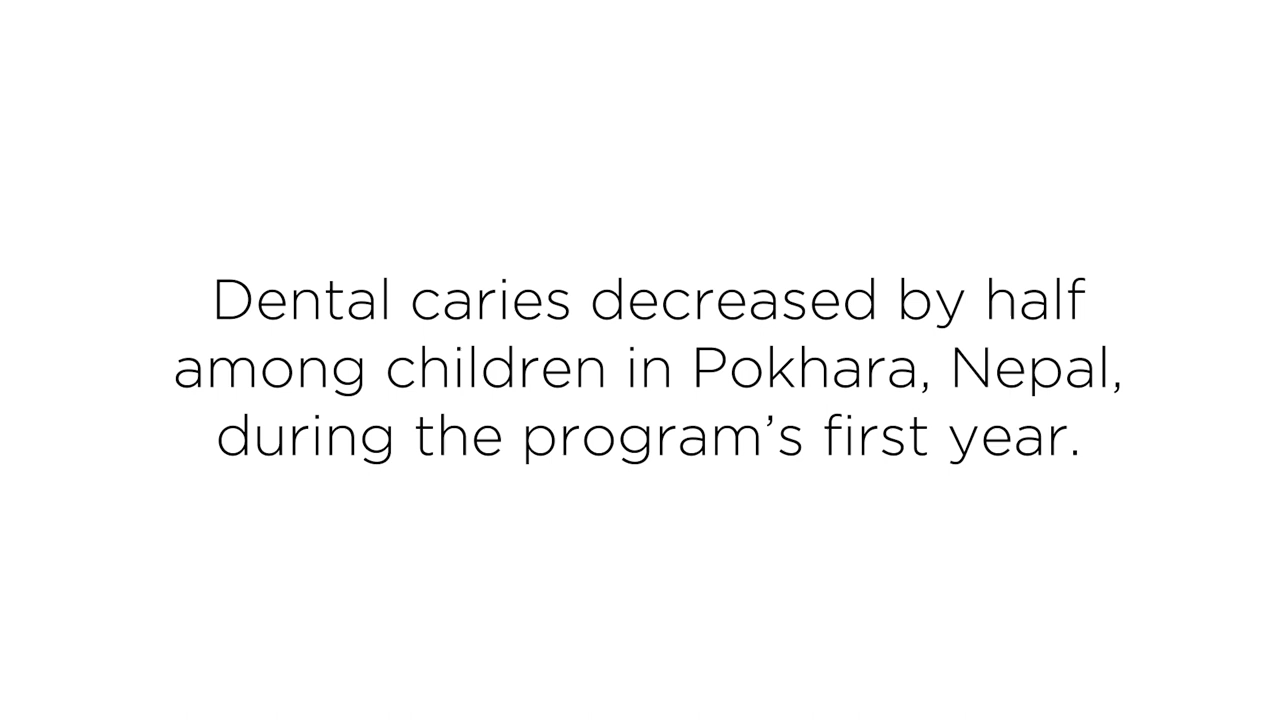 Dental caries decreased by half
among children in Pokhara, Nepal,
during the program’s first year.